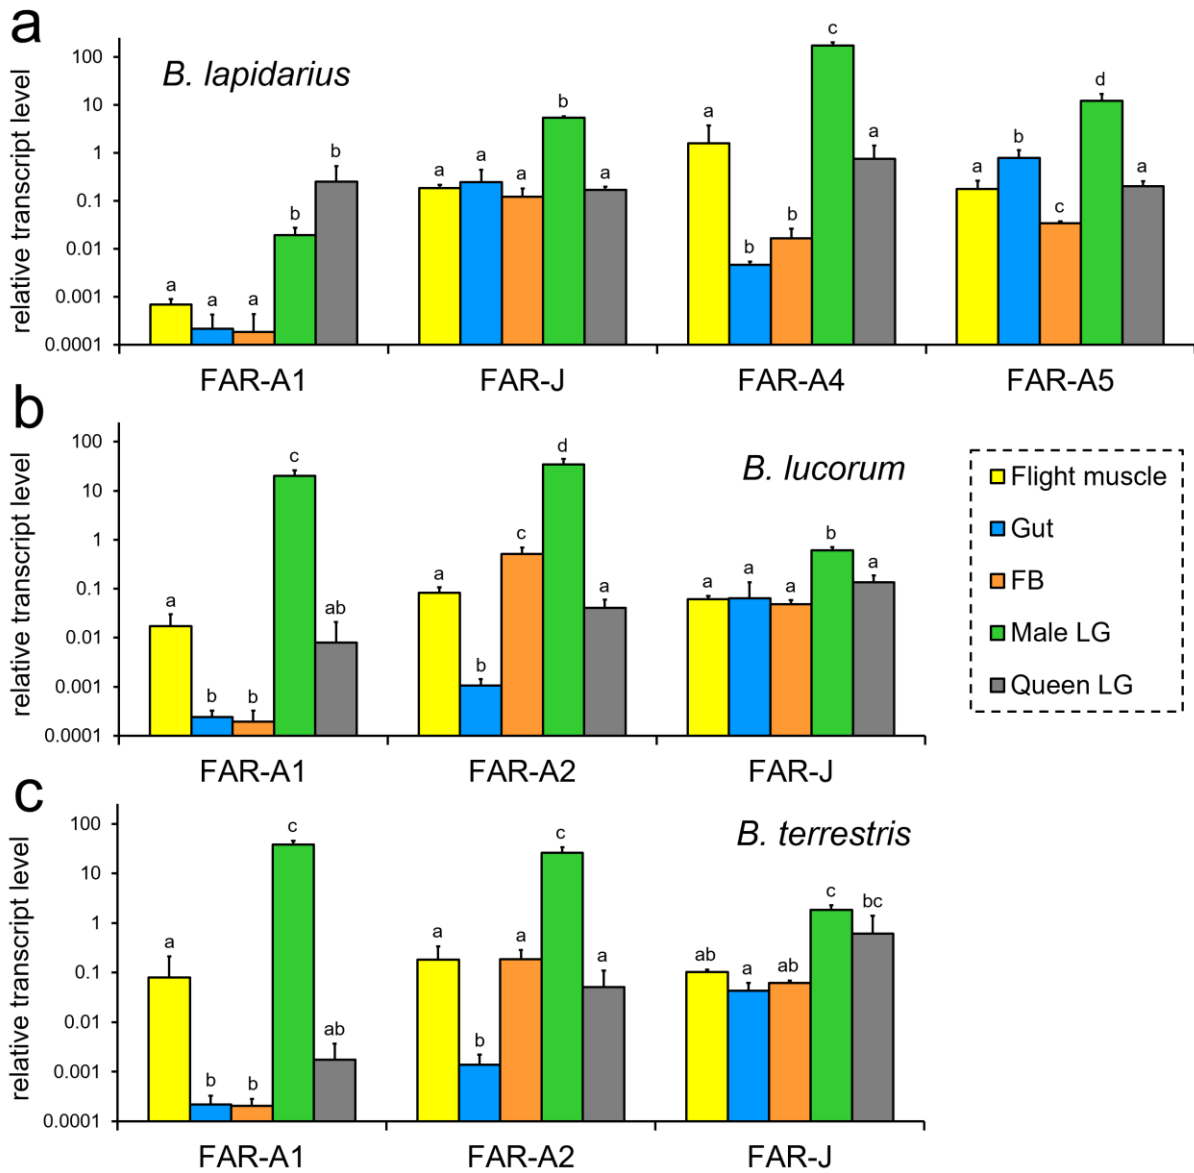 a
B. lapidarius
relative transcript level
100
10
1
0.1
0.01
0.001
0.0001
a a a b b
a a a b a
a b b c a
a b c d a
FAR-A1 FAR-J FAR-A4 FAR-A5
b
B. lucorum
relative transcript level
100
10
1
0.1
0.01
0.001
0.0001
a b b c ab
a b c d a
a a a b a
FAR-A1 FAR-A2 FAR-J
Flight muscle
Gut
FB
Male LG
Queen LG
c
B. terrestris
relative transcript level
100
10
1
0.1
0.01
0.001
0.0001
a b b c ab
a b a c a
ab a ab c bc
FAR-A1 FAR-A2 FAR-J